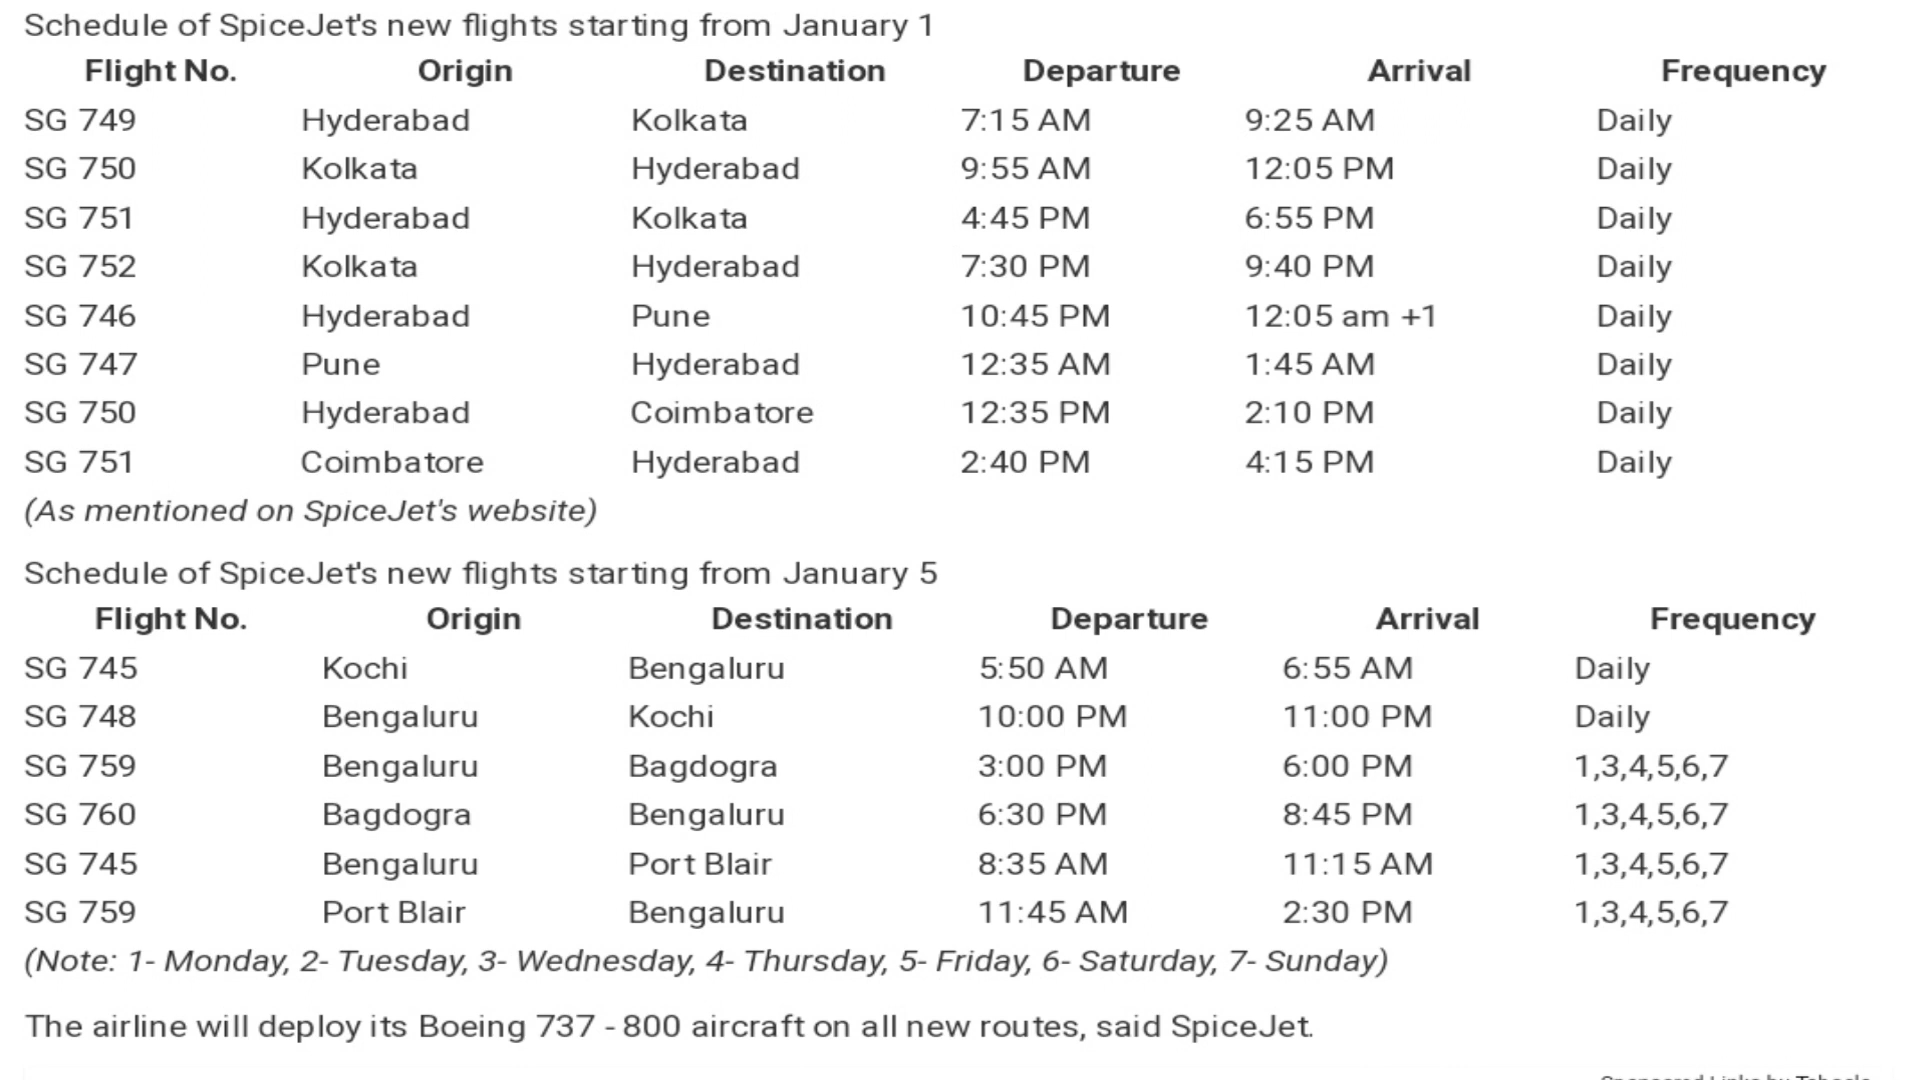 Schedule of SpiceJet's new flights starting from January 1
Flight No. Origin Destination Departure Arrival Frequency
SG 749 Hyderabad Kolkata 7:15 AM 9:25 AM Daily
SG 750 Kolkata Hyderabad 9:55 AM 12:05 PM Daily
SG 751 Hyderabad Kolkata 4:45 PM 6:55 PM Daily
SG 752 Kolkata Hyderabad 7:30 PM 9:40 PM Daily
SG 746 Hyderabad Pune 10:45 PM 12:05 am +1 Daily
SG 747 Pune Hyderabad 12:35 AM 1:45 AM Daily
SG 750 Hyderabad Coimbatore 12:35 PM 2:10 PM Daily
SG 751 Coimbatore Hyderabad 2:40 PM 4:15 PM Daily
(As mentioned on SpiceJet's website)
Schedule of SpiceJet's new flights starting from January 5
Flight No. Origin Destination Departure Arrival Frequency
SG 745 Kochi Bengaluru 5:50 AM 6:55 AM Daily
SG 748 Bengaluru Kochi 10:00 PM 11:00 PM Daily
SG 759 Bengaluru Bagdogra 3:00 PM 6:00 PM 1,3,4,5,6,7
SG 760 Bagdogra Bengaluru 6:30 PM 8:45 PM 1,3,4,5,6,7
SG 745 Bengaluru Port Blair 8:35 AM 11:15 AM 1,3,4,5,6,7
SG 759 Port Blair Bengaluru 11:45 AM 2:30 PM 1,3,4,5,6,7
(Note: 1- Monday, 2- Tuesday, 3- Wednesday, 4- Thursday, 5- Friday, 6- Saturday, 7- Sunday)
The airline will deploy its Boeing 737 - 800 aircraft on all new routes, said SpiceJet.